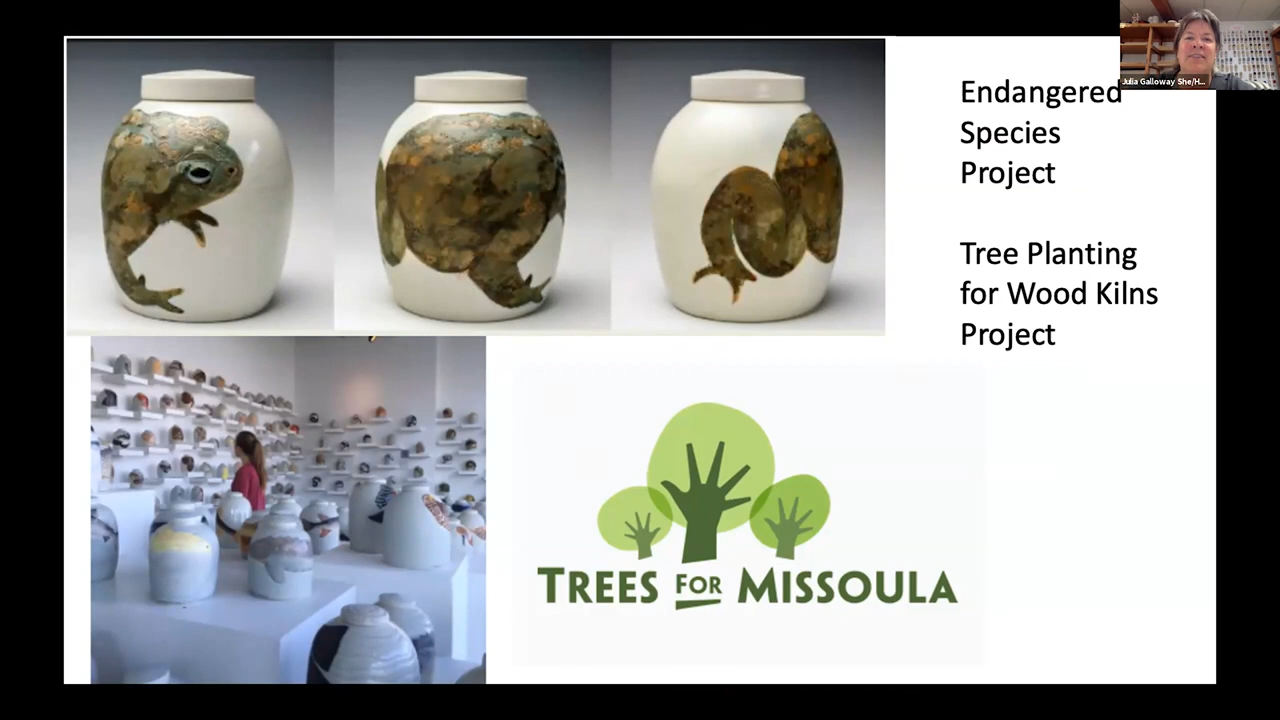 Julia Galloway She/H...
Endangered
Species
Project
Tree Planting
for Wood Kilns
Project
TREES FOR MISSOULA